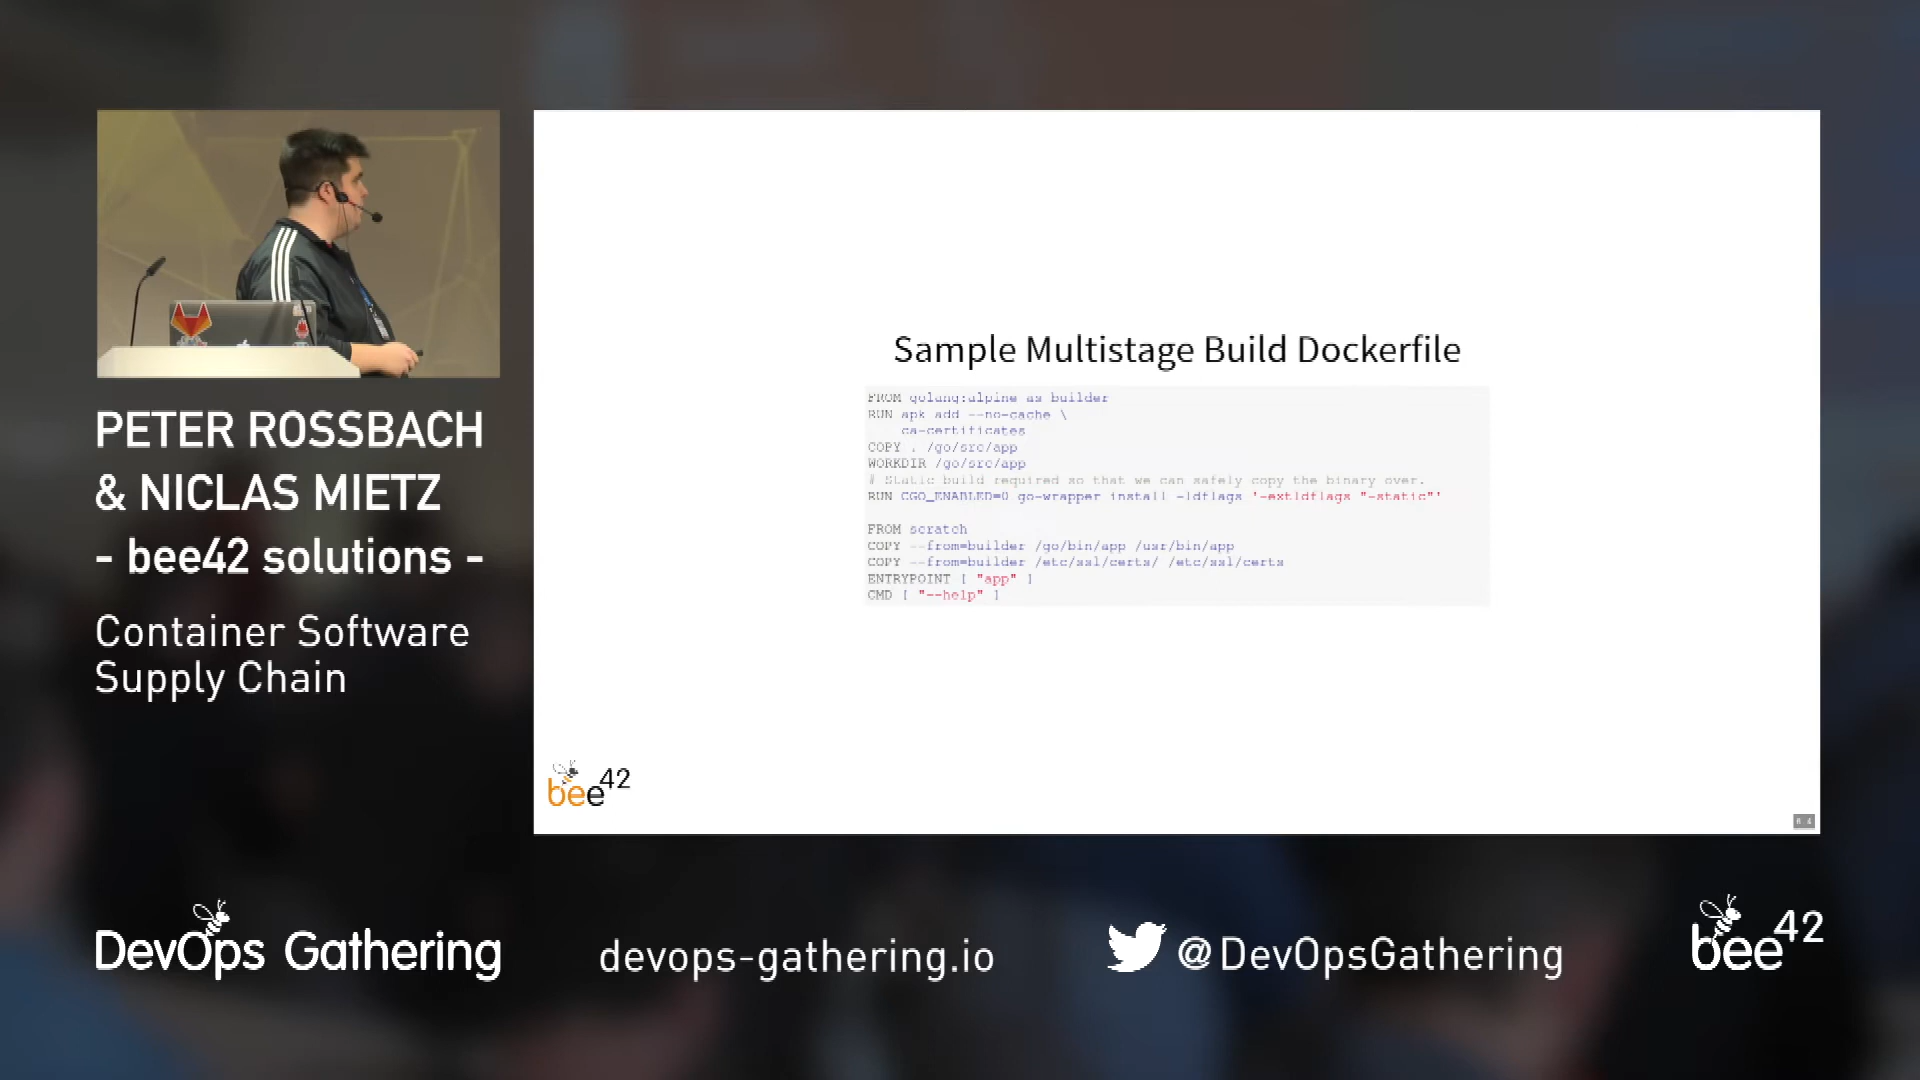 PETER ROSSBACH
& NICLAS MIETZ
- bee42 solutions -
Container Software
Supply Chain
Sample Multistage Build Dockerfile
FROM golang:alpine as builder
RUN apk add --no-cache \
ca-certificates
COPY . /go/src/app
WORKDIR /go/src/app
# Static build required so that we can safely copy the binary over.
RUN CGO_ENABLED=0 go-wrapper install -ldflags '-extldflags "-static"'
FROM scratch
COPY --from=builder /go/bin/app /usr/bin/app
COPY --from=builder /etc/ssl/certs/ /etc/ssl/certs
ENTRYPOINT [ "app" ]
CMD [ "--help" ]
bee42
DevOps Gathering
devops-gathering.io
@DevOpsGathering
bee42